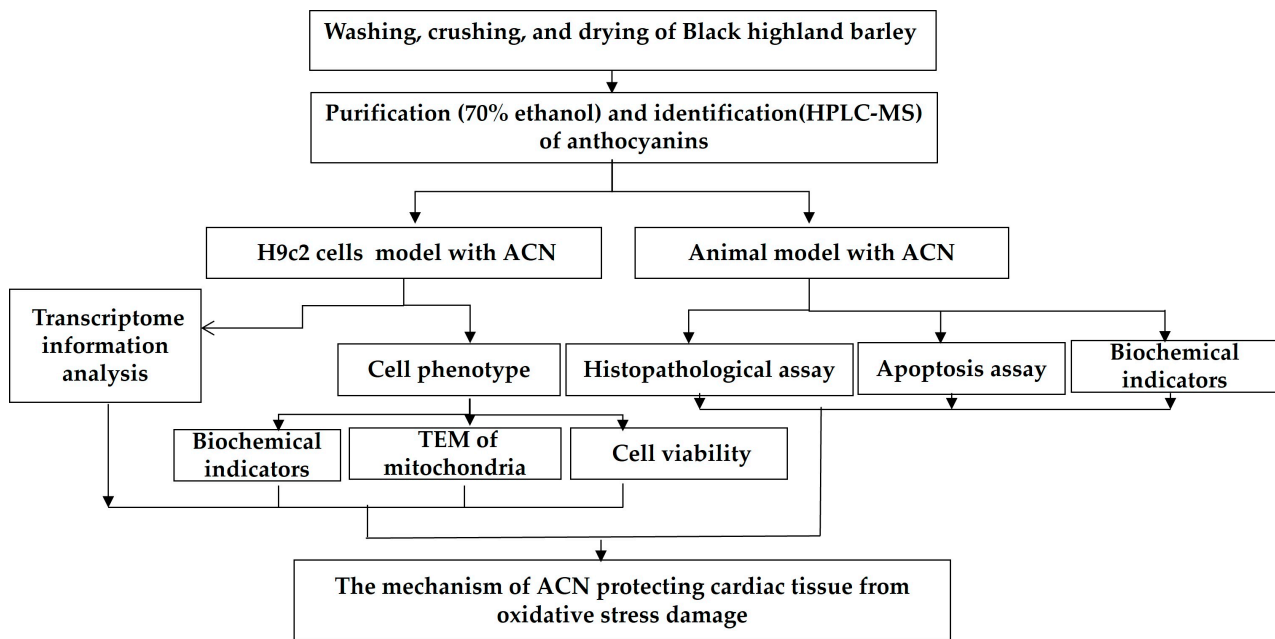 Washing, crushing, and drying of Black highland barley
Purification (70% ethanol) and identification(HPLC-MS)
of anthocyanins
H9c2 cells model with ACN
Animal model with ACN
Transcriptome
information
analysis
Cell phenotype
Histopathological assay
Apoptosis assay
Biochemical
indicators
Biochemical
indicators
TEM of
mitochondria
Cell viability
The mechanism of ACN protecting cardiac tissue from
oxidative stress damage